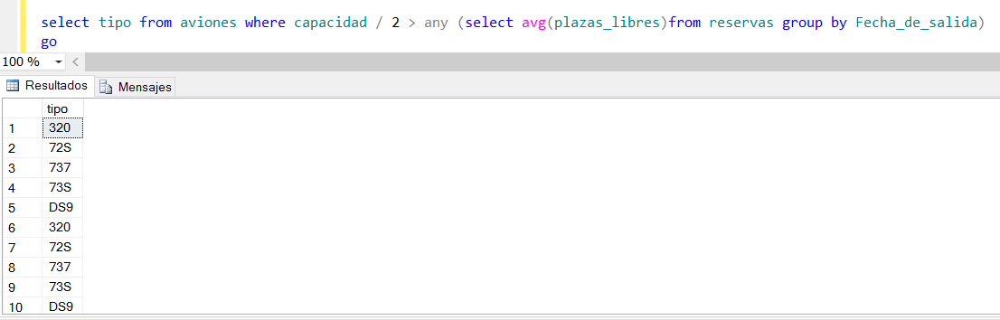 select tipo from aviones where capacidad / 2 > any (select avg(plazas_libres)from reservas group by Fecha_de_salida)
go
100 %
Resultados Mensajes
tipo
1 320
2 72S
3 737
4 73S
5 DS9
6 320
7 72S
8 737
9 73S
10 DS9